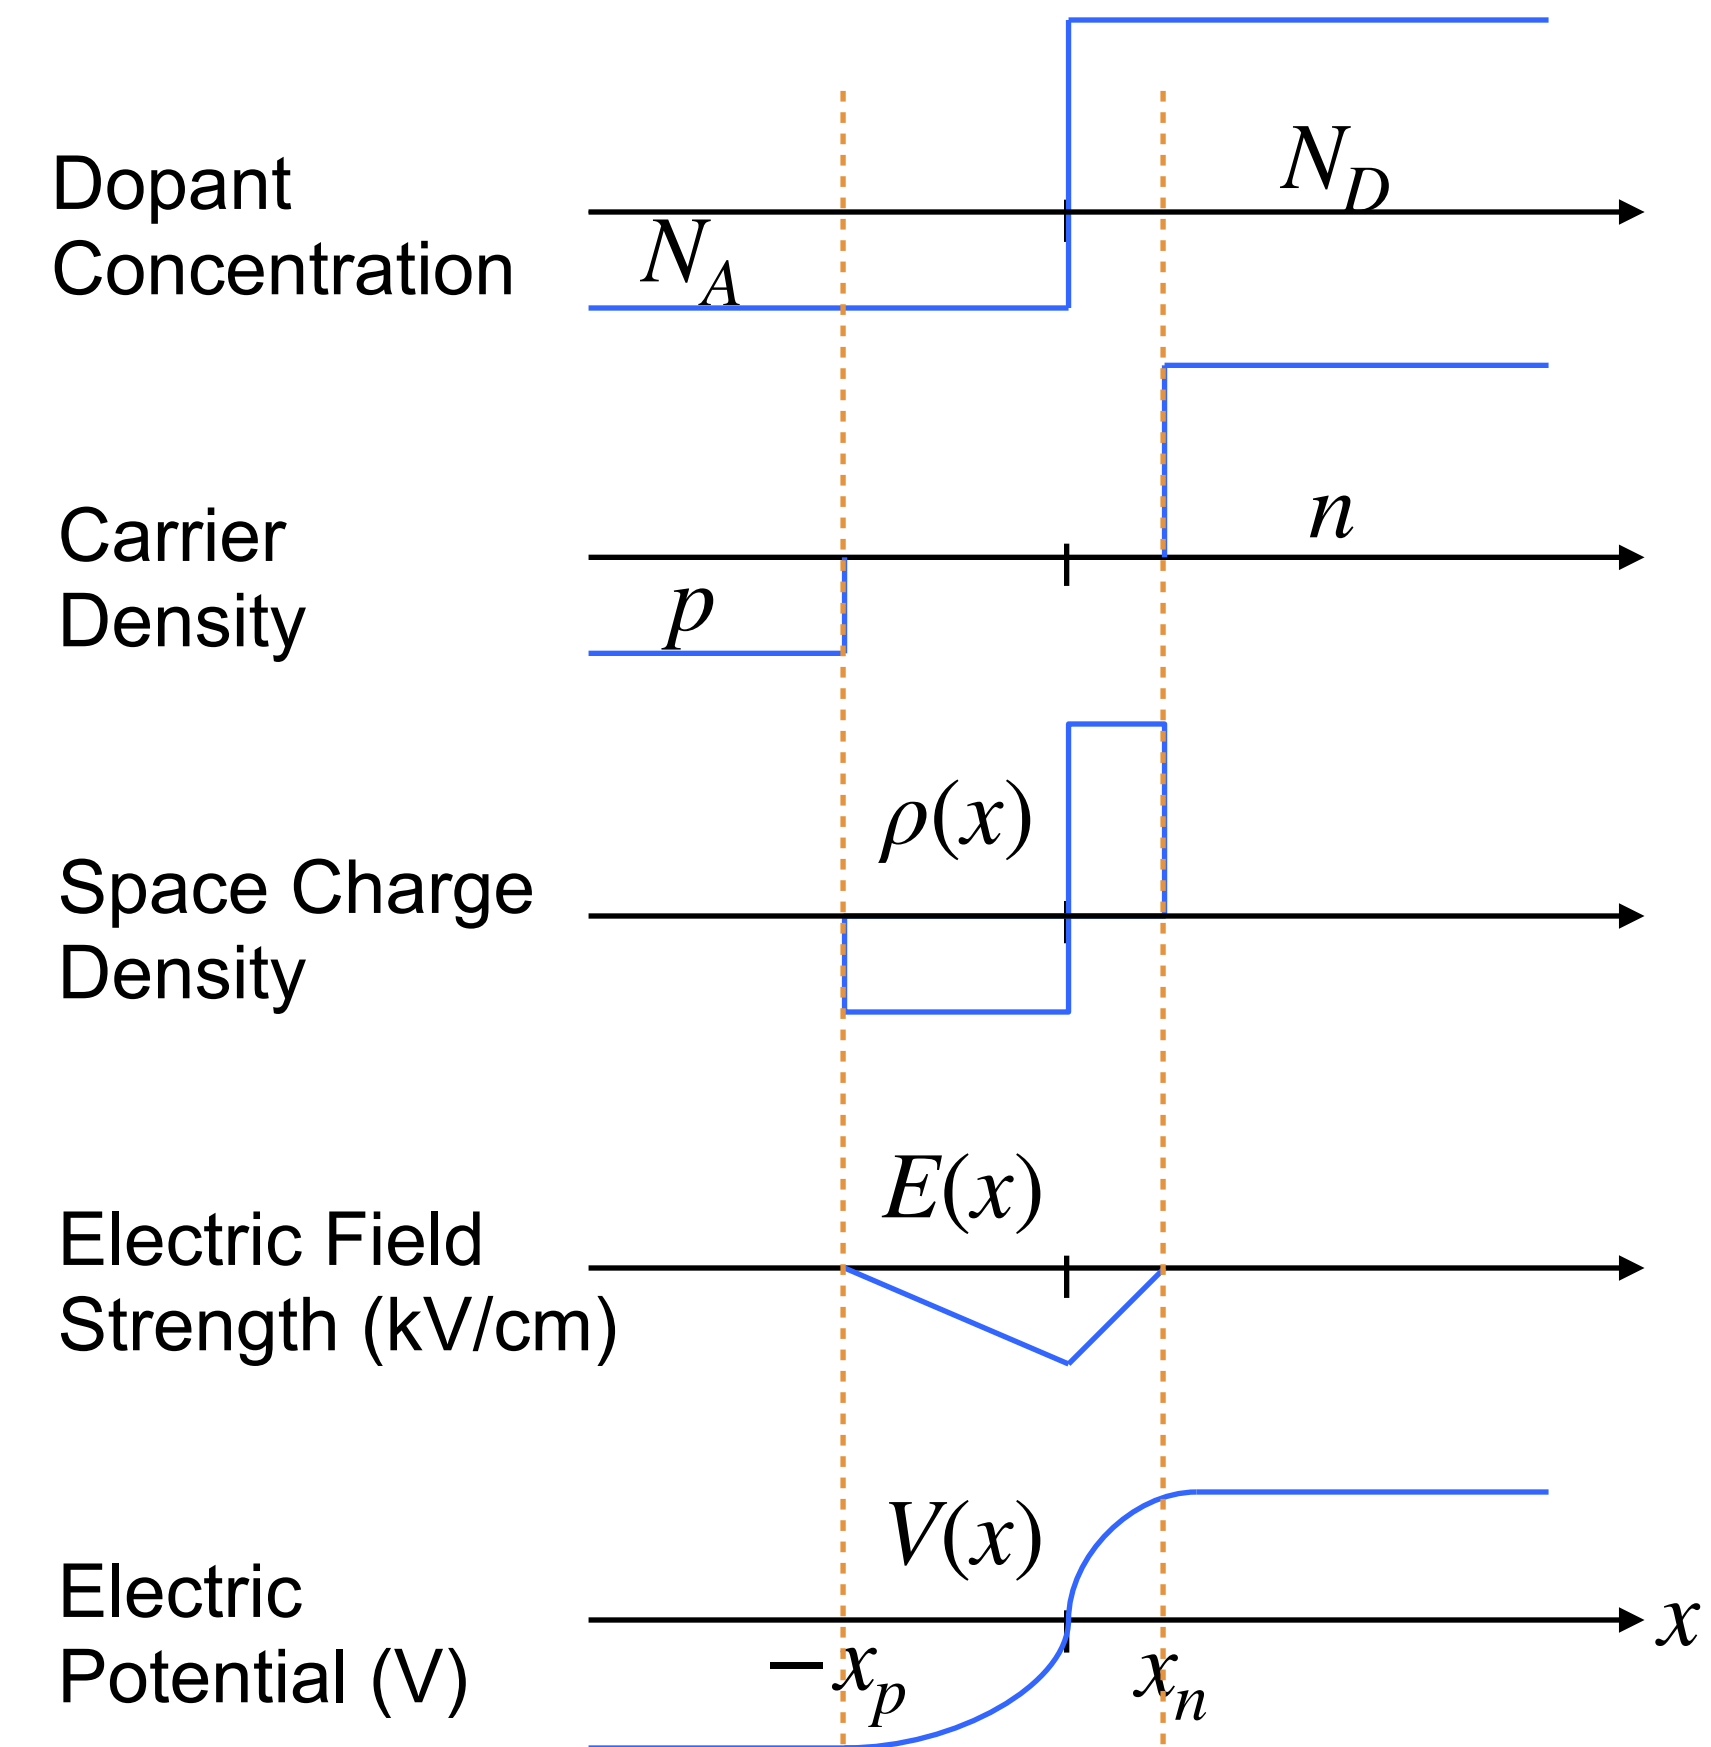 Dopant
Concentration
N_A
N_D
Carrier
Density
p
n
Space Charge
Density
ρ(x)
Electric Field
Strength (kV/cm)
E(x)
Electric
Potential (V)
V(x)
−x_p
x_n
x